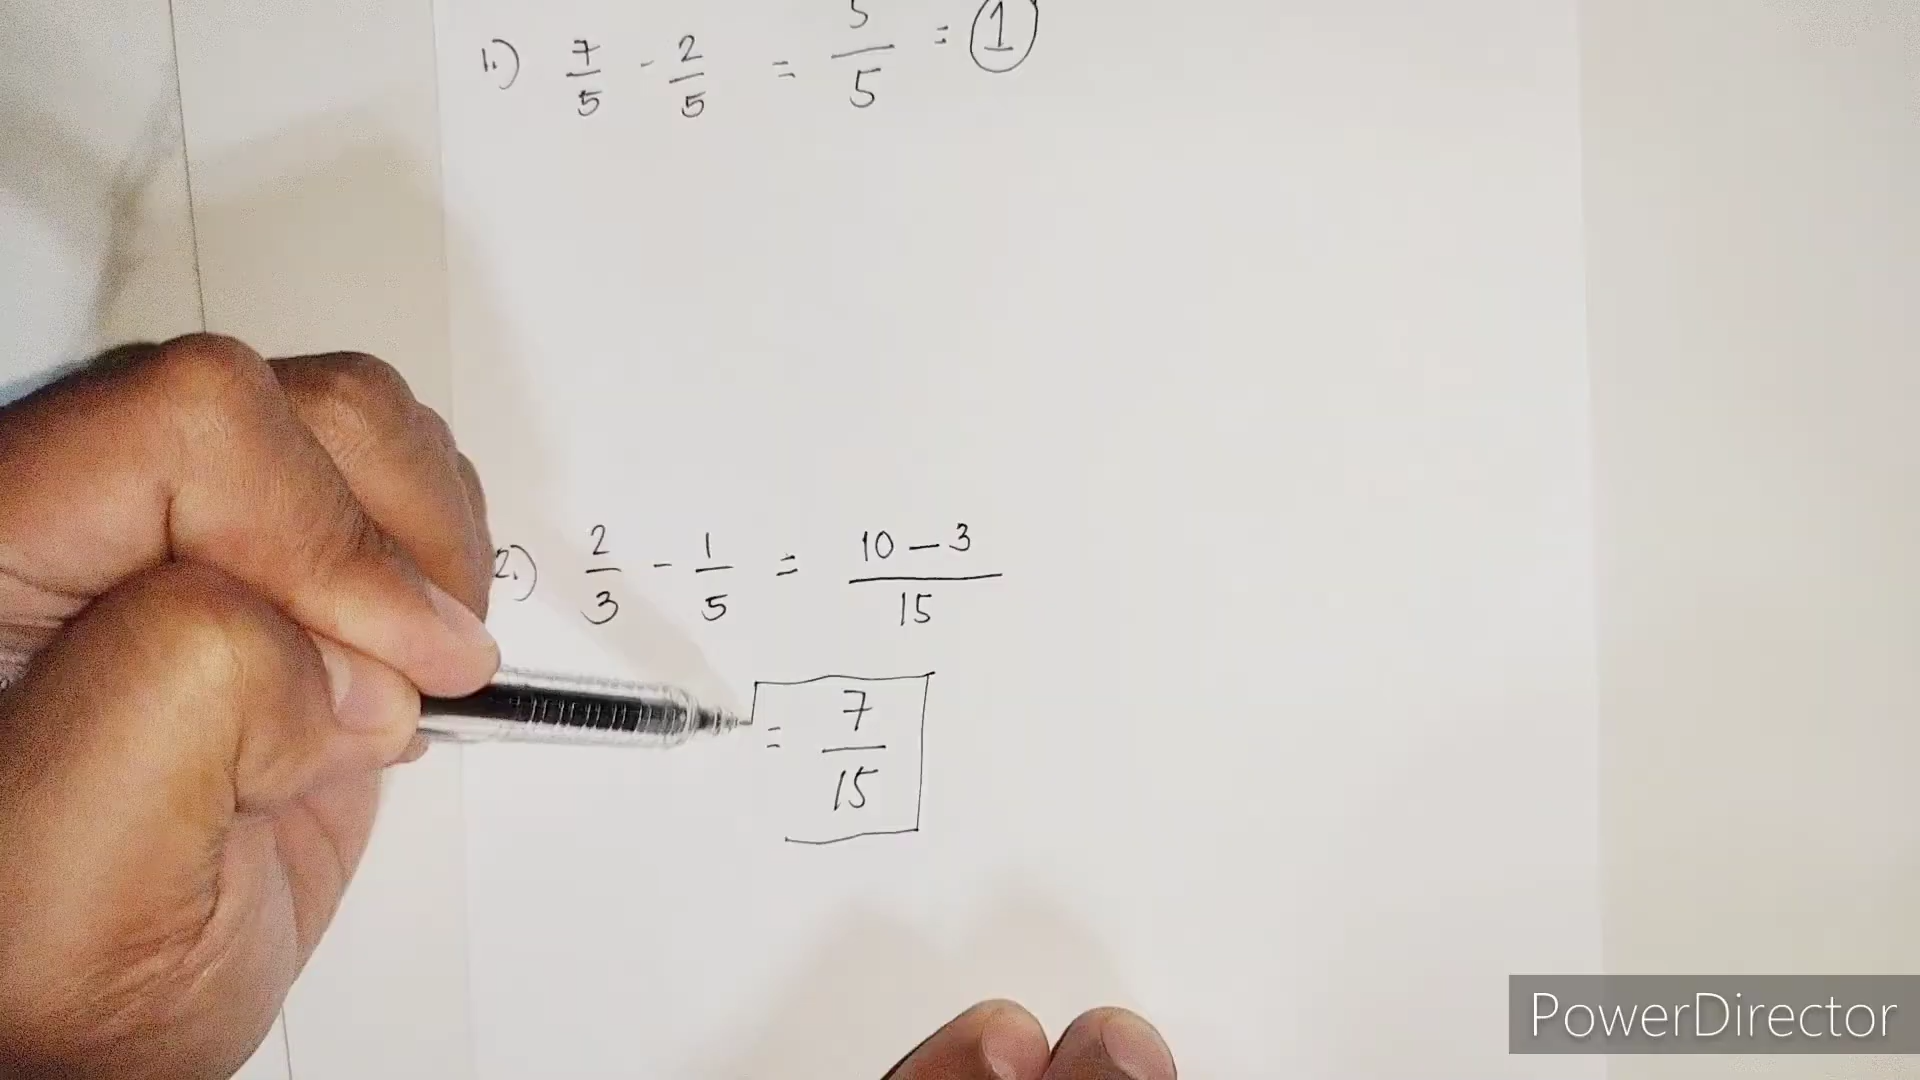 1.) 7/5 - 2/5 = 5/5 = 1
2.) 2/3 - 1/5 = 10 - 3/15
= 7/15
PowerDirector